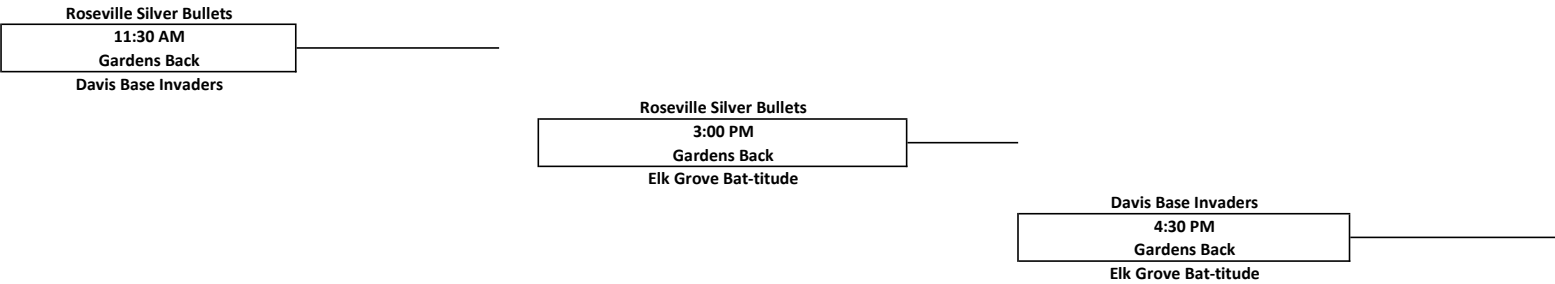 Roseville Silver Bullets
11:30 AM
Gardens Back
Davis Base Invaders
Roseville Silver Bullets
3:00 PM
Gardens Back
Elk Grove Bat-titude
Davis Base Invaders
4:30 PM
Gardens Back
Elk Grove Bat-titude